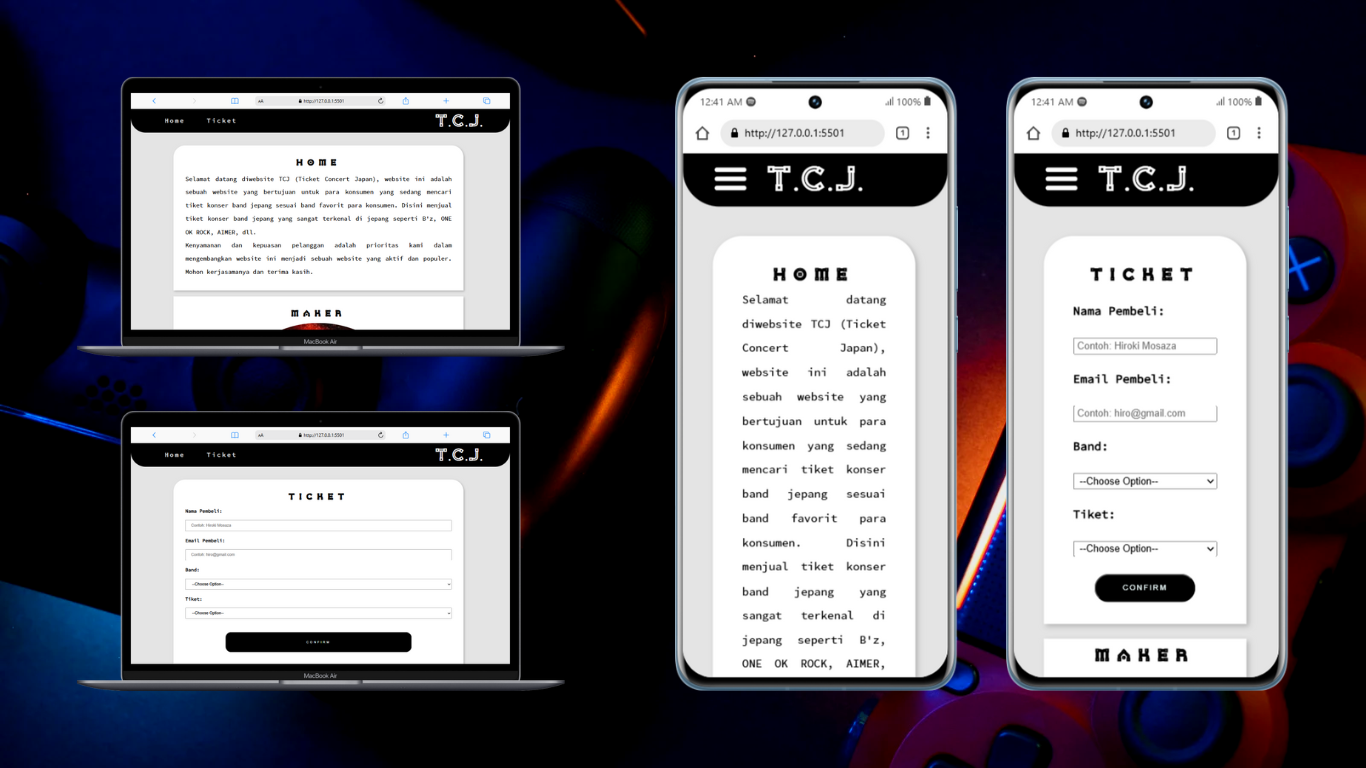 http://127.0.0.1:5501
Home Ticket T.C.J.
HOME
Selamat datang diwebsite TCJ (Ticket Concert Japan), website ini adalah
sebuah website yang bertujuan untuk para konsumen yang sedang mencari
tiket konser band jepang sesuai band favorit para konsumen. Disini menjual
tiket konser band jepang yang sangat terkenal di jepang seperti B'z, ONE
OK ROCK, AIMER, dll.
Kenyamanan dan kepuasan pelanggan adalah prioritas kami dalam
mengembangkan website ini menjadi sebuah website yang aktif dan populer.
Mohon kerjasamanya dan terima kasih.
MAKER
MacBook Air
http://127.0.0.1:5501
Home Ticket T.C.J.
TICKET
Nama Pembeli:
Contoh: Hiroki Mosaza
Email Pembeli:
Contoh: hiro@gmail.com
Band:
--Choose Option--
Tiket:
--Choose Option--
CONFIRM
MacBook Air
12:41 AM 100%
http://127.0.0.1:5501 1
T.C.J.
HOME
Selamat datang
diwebsite TCJ (Ticket
Concert Japan),
website ini adalah
sebuah website yang
bertujuan untuk para
konsumen yang sedang
mencari tiket konser
band jepang sesuai
band favorit para
konsumen. Disini
menjual tiket konser
band jepang yang
sangat terkenal di
jepang seperti B'z,
ONE OK ROCK, AIMER,
12:41 AM 100%
http://127.0.0.1:5501 1
T.C.J.
TICKET
Nama Pembeli:
Contoh: Hiroki Mosaza
Email Pembeli:
Contoh: hiro@gmail.com
Band:
--Choose Option--
Tiket:
--Choose Option--
CONFIRM
MAKER